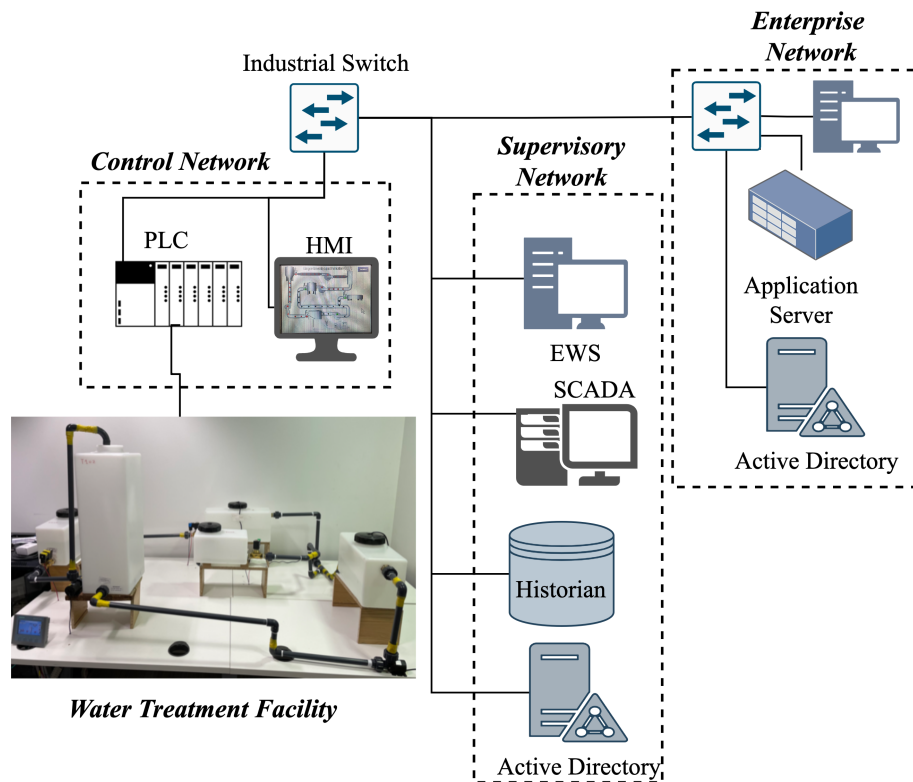 Enterprise
Network
Industrial Switch
Control Network
Supervisory
Network
PLC
HMI
Application
Server
EWS
SCADA
Active Directory
Historian
Water Treatment Facility
Active Directory